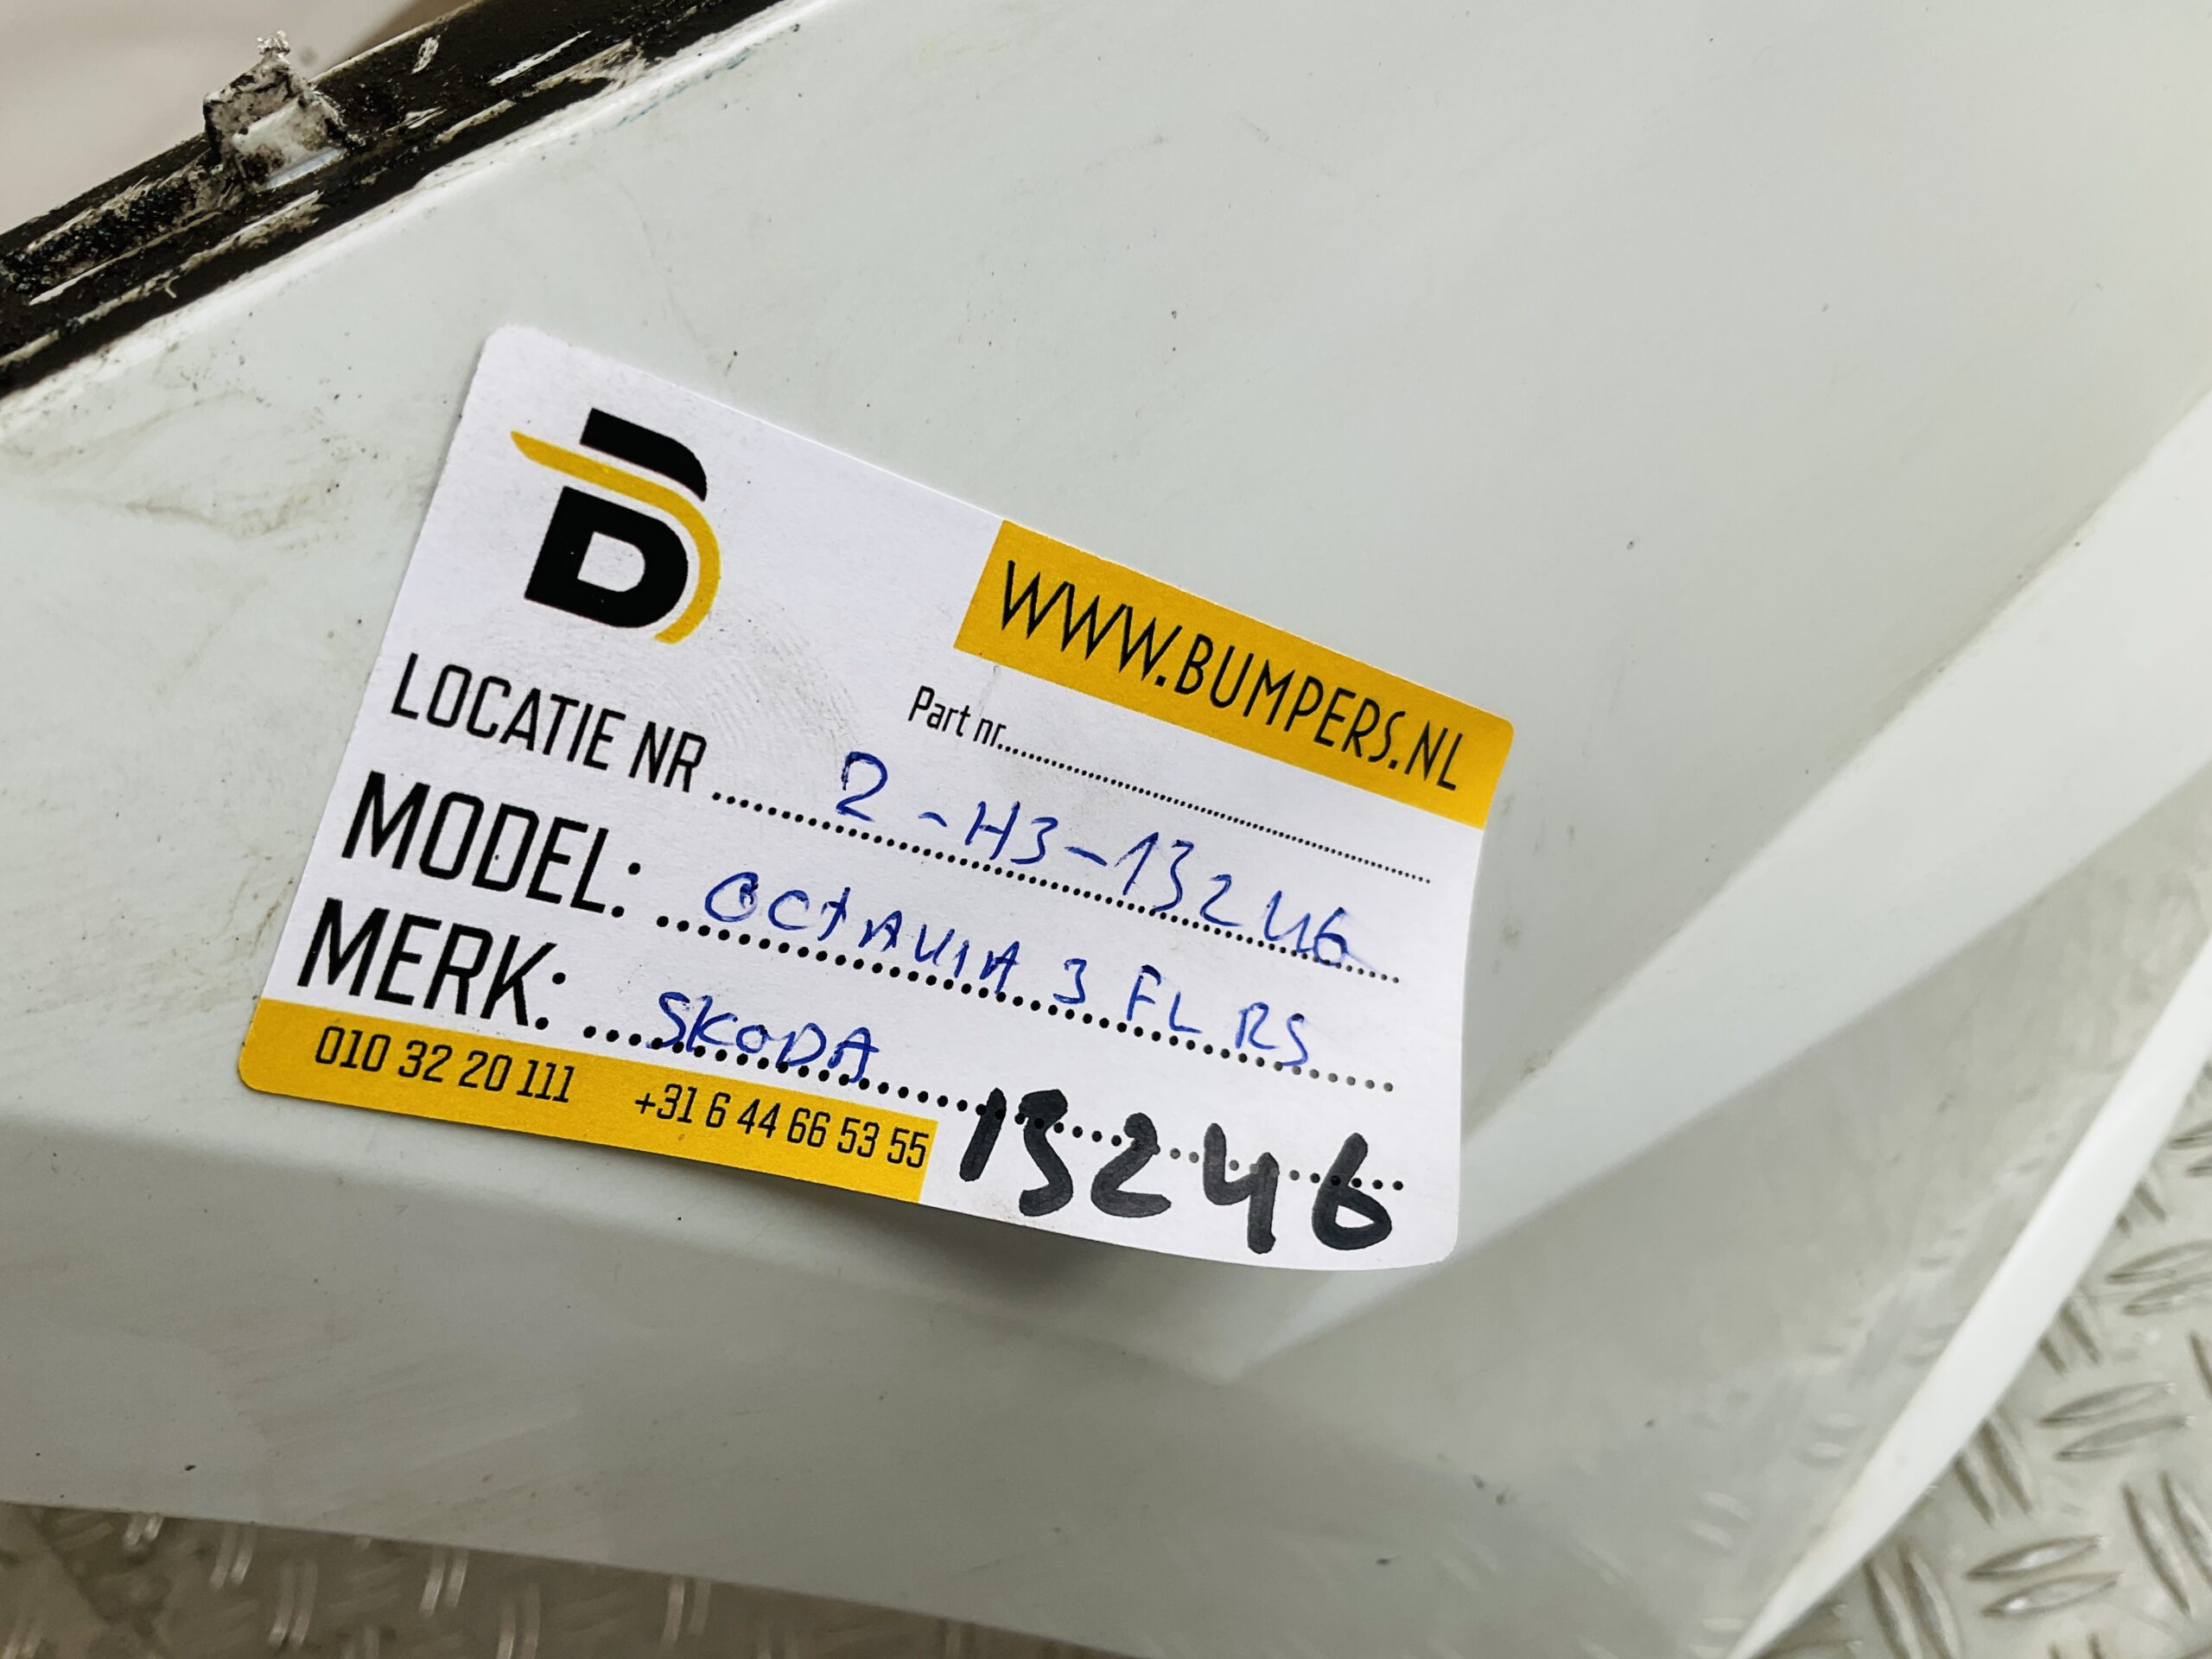 B
WWW.BUMPERS.NL
Part nr....................
LOCATIE NR ....2-H3-13246....
MODEL: ...OCTAVIA 3 FL RS....
MERK: ...SKODA....
13246
010 32 20 111 +31 6 44 66 53 55